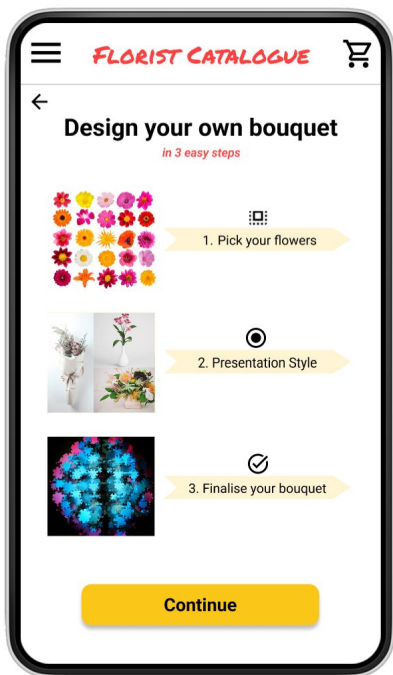 Florist Catalogue
Design your own bouquet
in 3 easy steps
1. Pick your flowers
2. Presentation Style
3. Finalise your bouquet
Continue